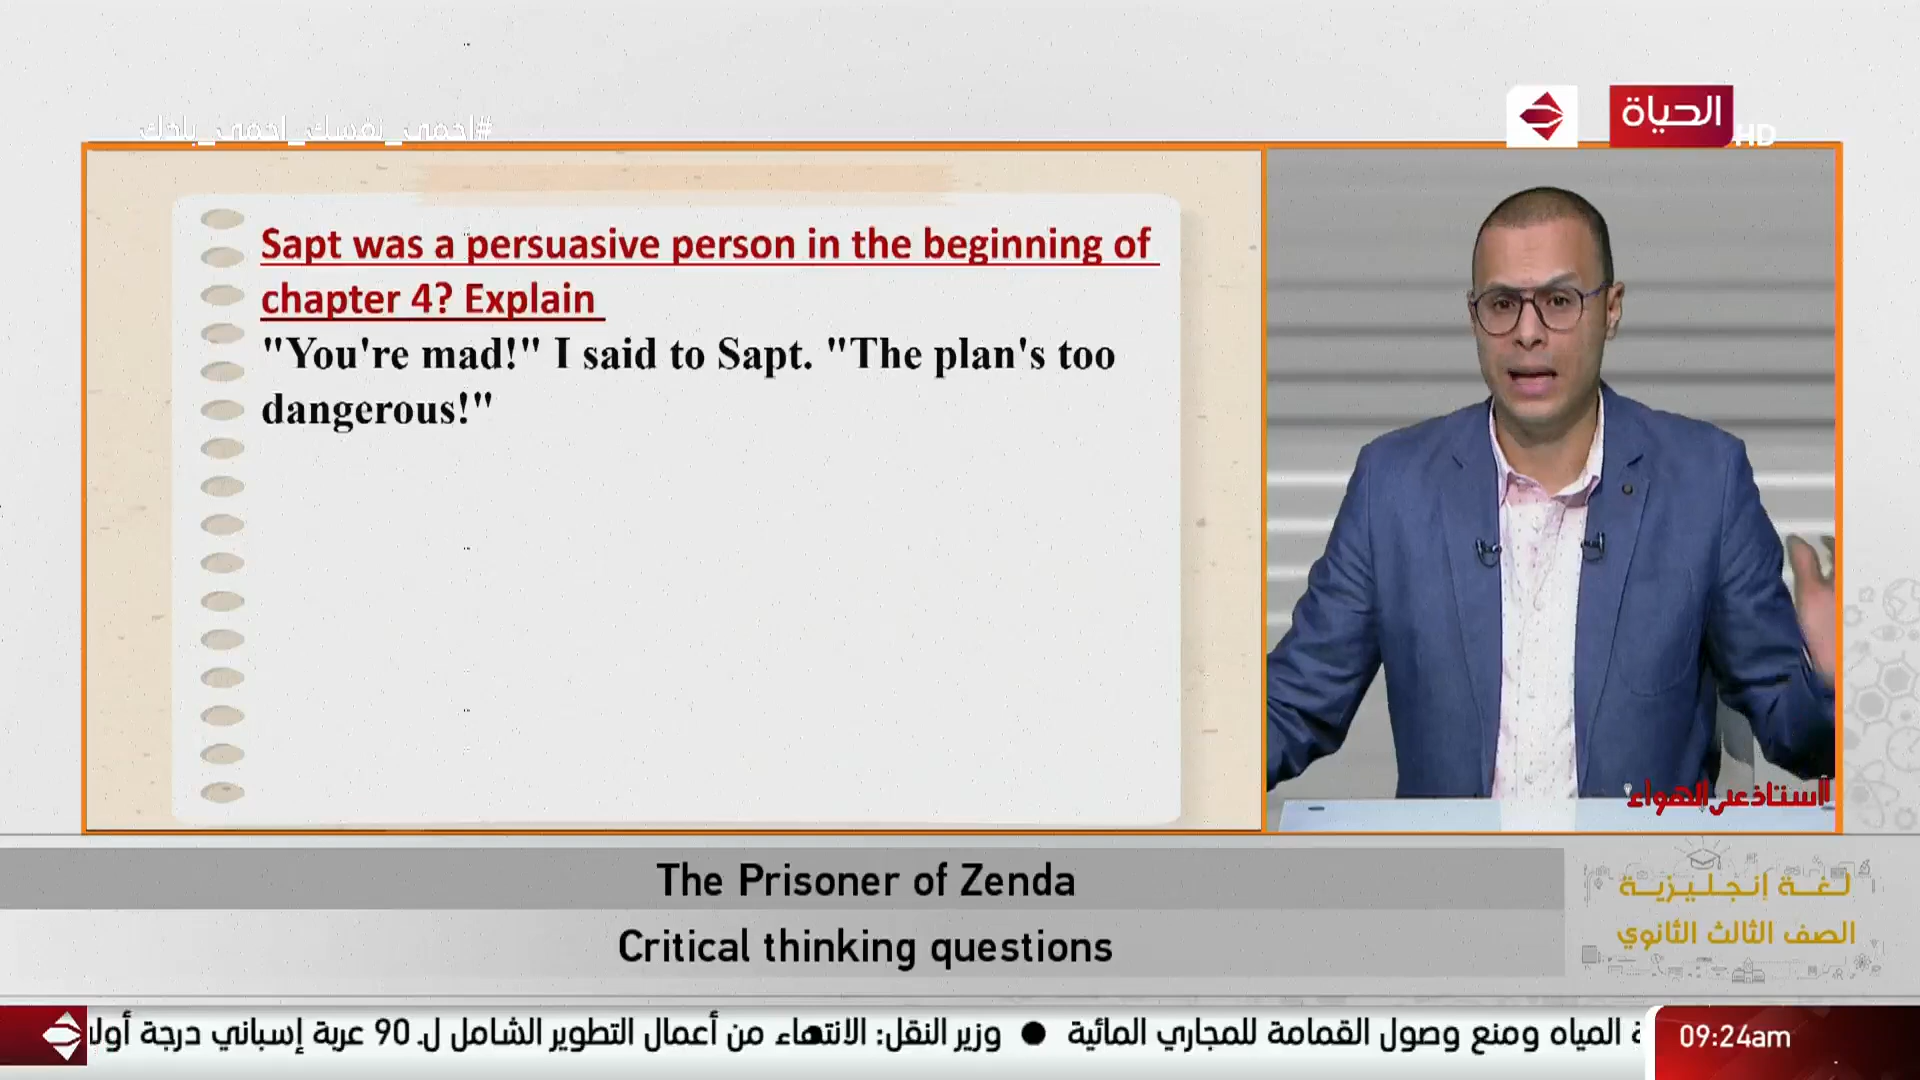 #احمي_نفسك_إحمي_بلدك
الحياة
HD
Sapt was a persuasive person in the beginning of
chapter 4? Explain
"You're mad!" I said to Sapt. "The plan's too
dangerous!"
أستاذ على الهواء
The Prisoner of Zenda
Critical thinking questions
لغة إنجليزية
الصف الثالث الثانوي
المياه ومنع وصول القمامة للمجاري المائية ● وزير النقل: الانتهاء من أعمال التطوير الشامل لـ 90 عربة إسباني درجة
09:24am